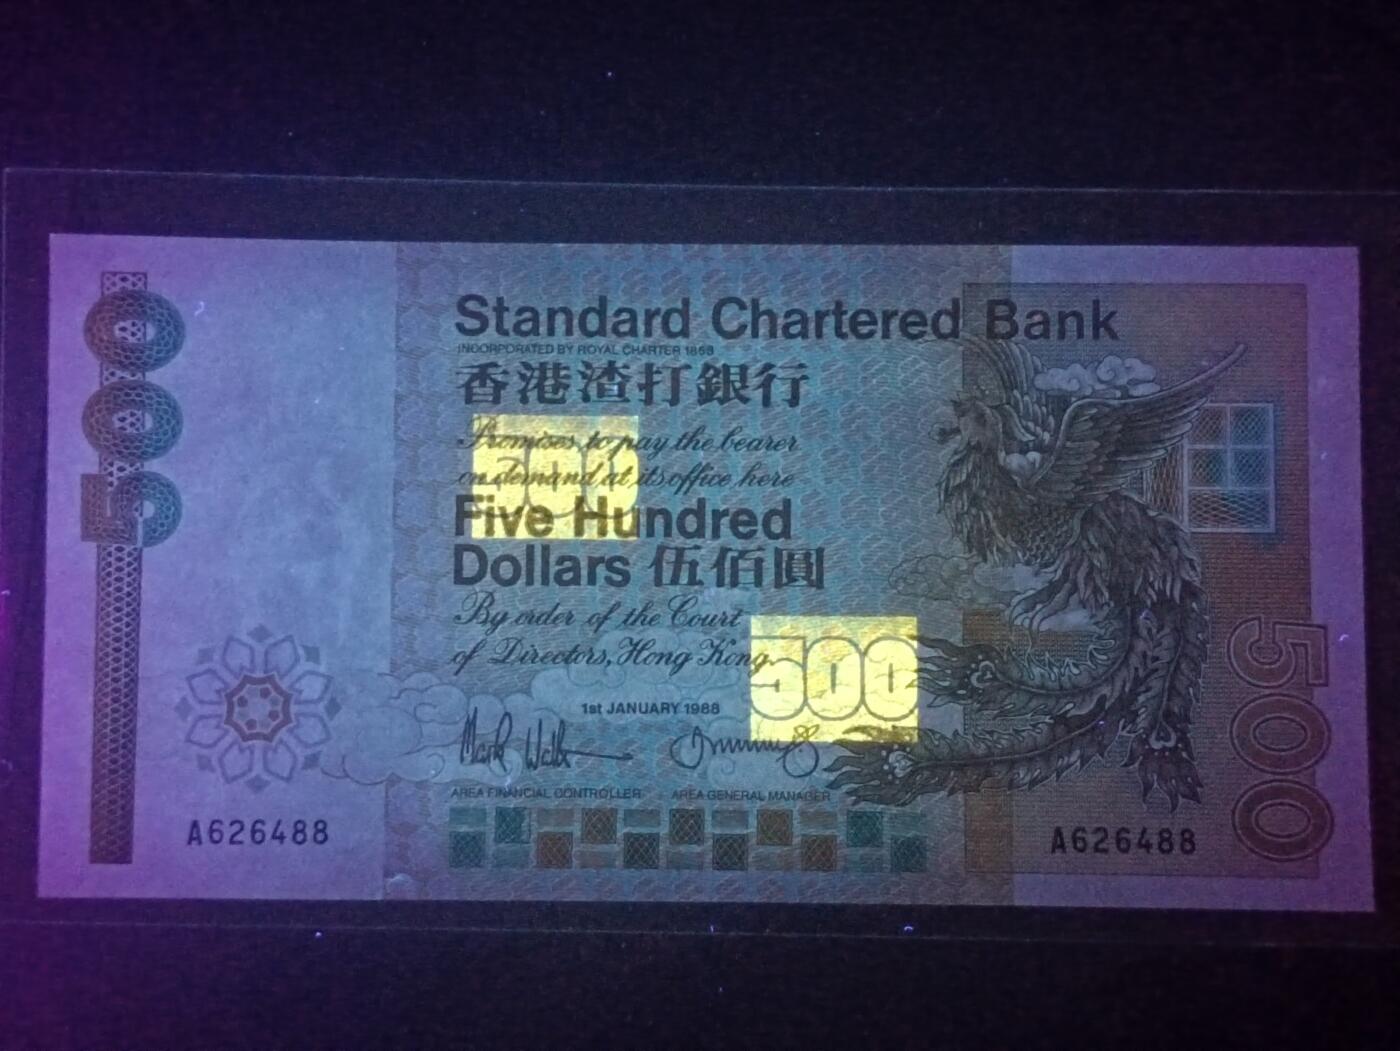 500
Standard Chartered Bank
INCORPORATED BY ROYAL CHARTER 1853
香港渣打銀行
Promises to pay the bearer
on demand at its office here
500
Five Hundred
Dollars 伍佰圓
By order of the Court
of Directors, Hong Kong.
500
1st JANUARY 1988
AREA FINANCIAL CONTROLLER
AREA GENERAL MANAGER
A626488
A626488
500